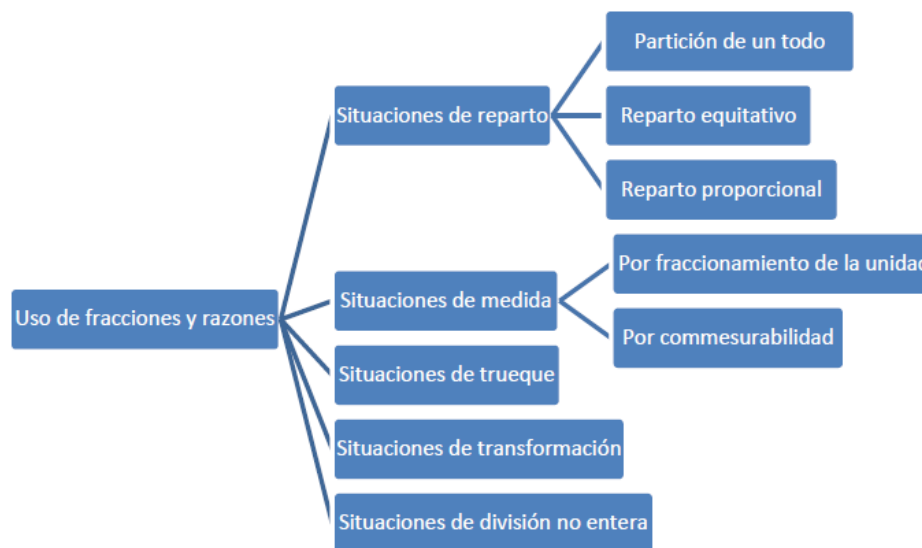 Uso de fracciones y razones
Situaciones de reparto
Partición de un todo
Reparto equitativo
Reparto proporcional
Situaciones de medida
Por fraccionamiento de la unidad
Por commesurabilidad
Situaciones de trueque
Situaciones de transformación
Situaciones de división no entera